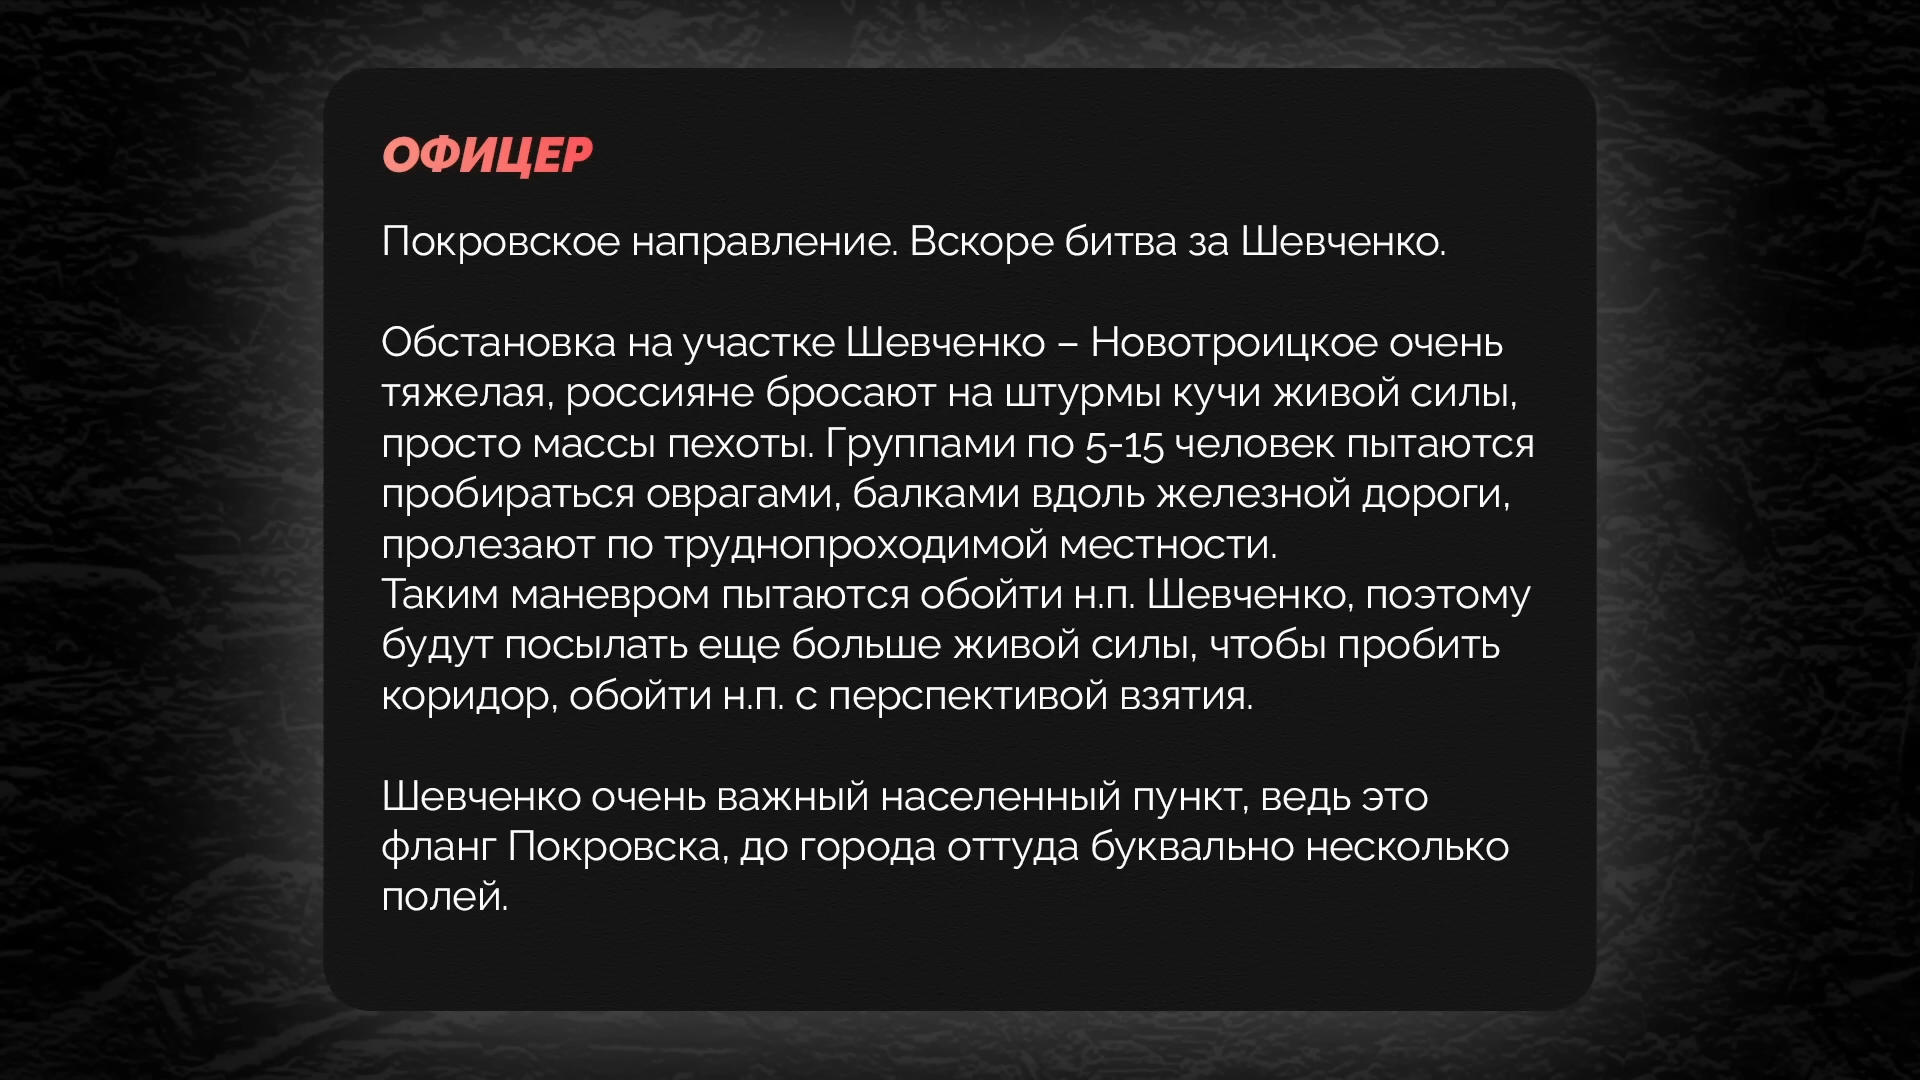 ОФИЦЕР
Покровское направление. Вскоре битва за Шевченко.
Обстановка на участке Шевченко – Новотроицкое очень
тяжелая, россияне бросают на штурмы кучи живой силы,
просто массы пехоты. Группами по 5-15 человек пытаются
пробираться оврагами, балками вдоль железной дороги,
пролезают по труднопроходимой местности.
Таким маневром пытаются обойти н.п. Шевченко, поэтому
будут посылать еще больше живой силы, чтобы пробить
коридор, обойти н.п. с перспективой взятия.
Шевченко очень важный населенный пункт, ведь это
фланг Покровска, до города оттуда буквально несколько
полей.